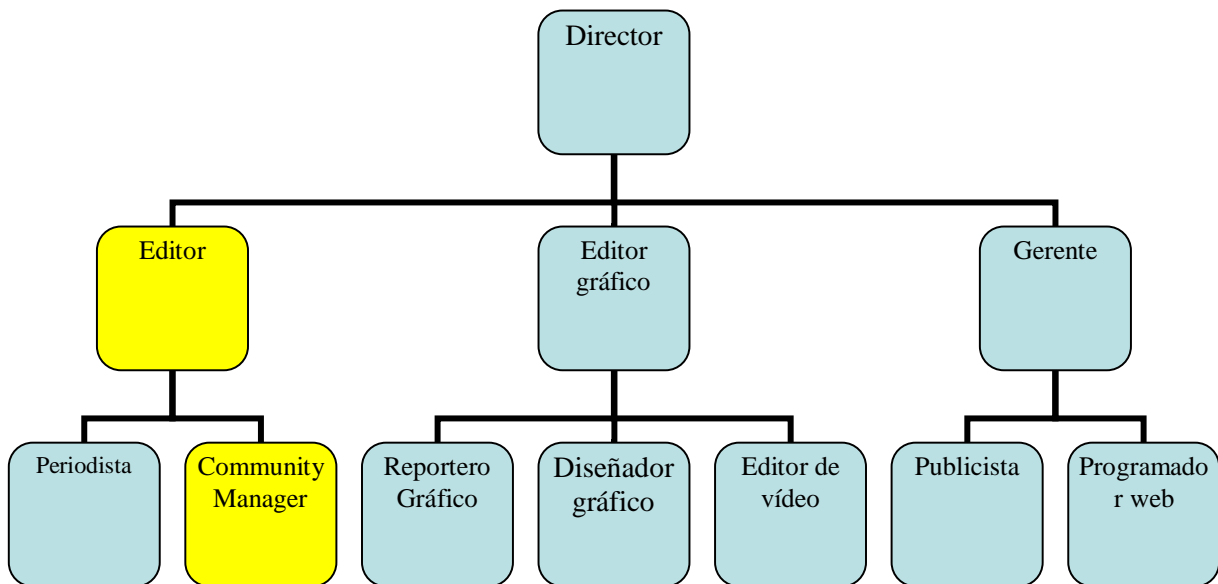 Director
Editor
Editor
gráfico
Gerente
Periodista
Community
Manager
Reportero
Gráfico
Diseñador
gráfico
Editor de
vídeo
Publicista
Programado
r web